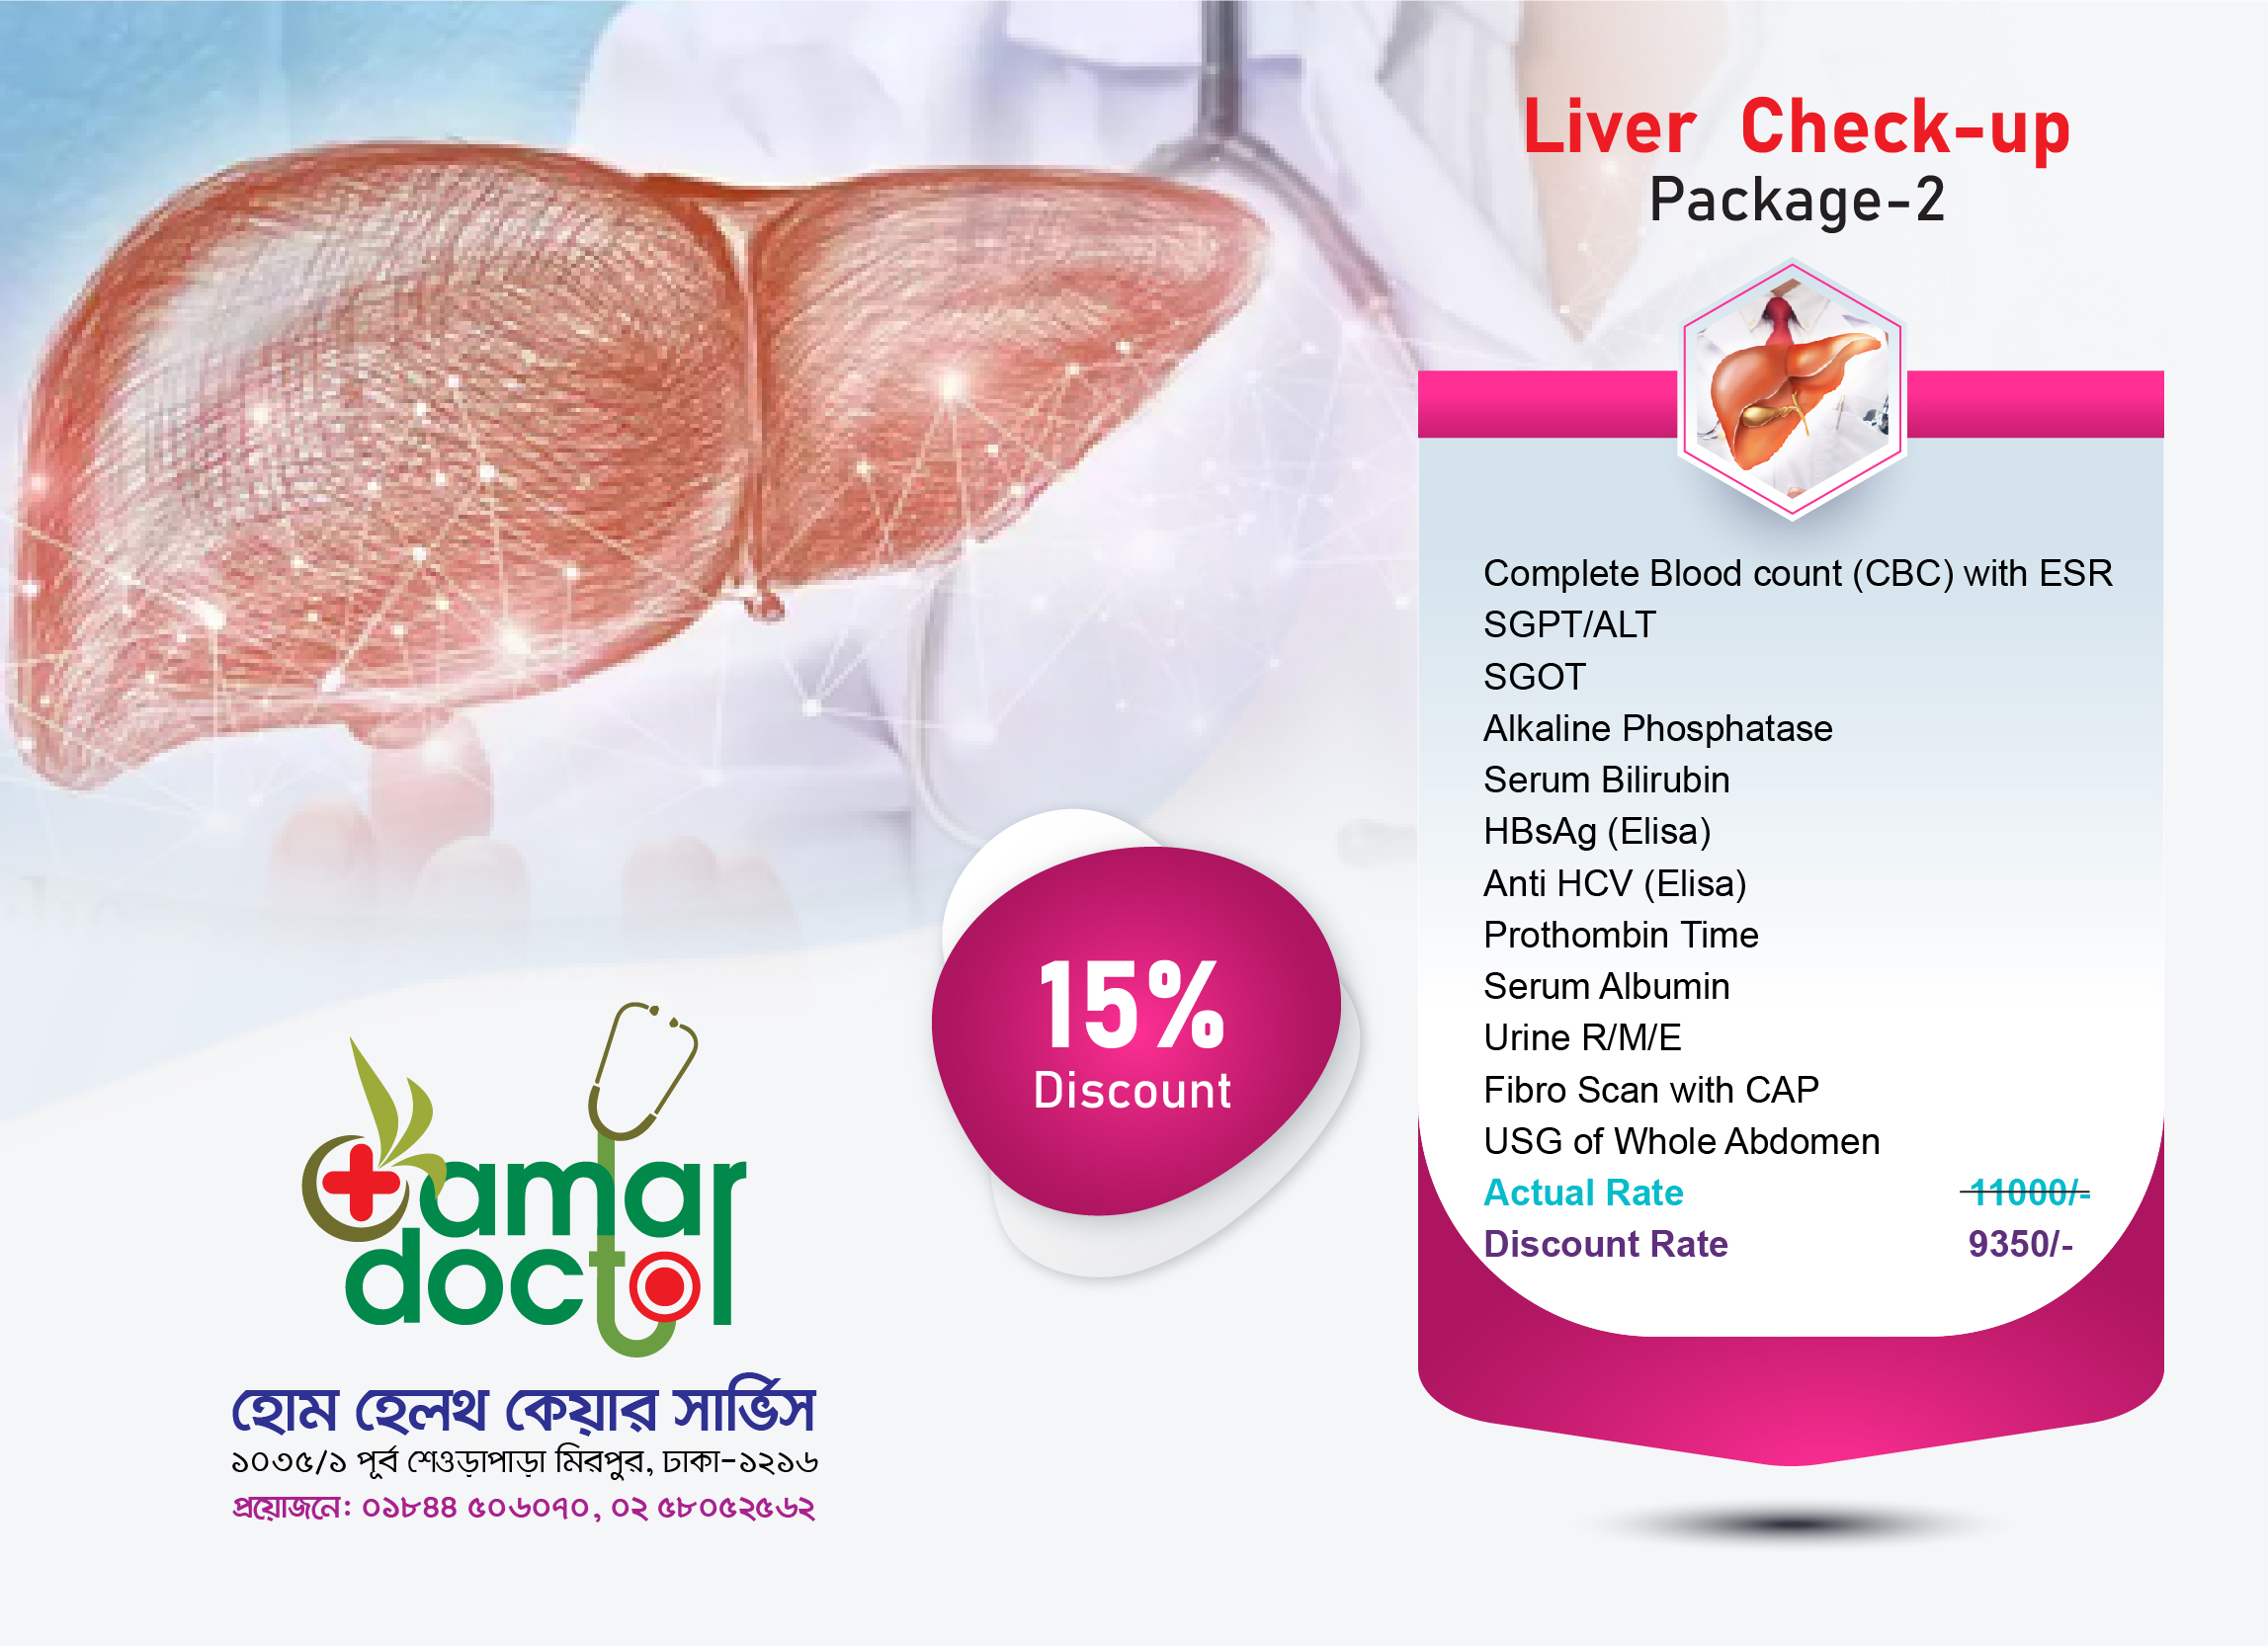 Liver Check-up
Package-2
Complete Blood count (CBC) with ESR
SGPT/ALT
SGOT
Alkaline Phosphatase
Serum Bilirubin
HBsAg (Elisa)
Anti HCV (Elisa)
Prothombin Time
Serum Albumin
Urine R/M/E
Fibro Scan with CAP
USG of Whole Abdomen
Actual Rate 11000/-
Discount Rate 9350/-
15%
Discount
amar
doctor
হোম হেলথ কেয়ার সার্ভিস
১০৩৫/১ পূর্ব শেওড়াপাড়া মিরপুর, ঢাকা-১২১৬
প্রয়োজনে: ০১৮৪৪ ৫০৬০৭০, ০২ ৫৮০৫২৫৬২